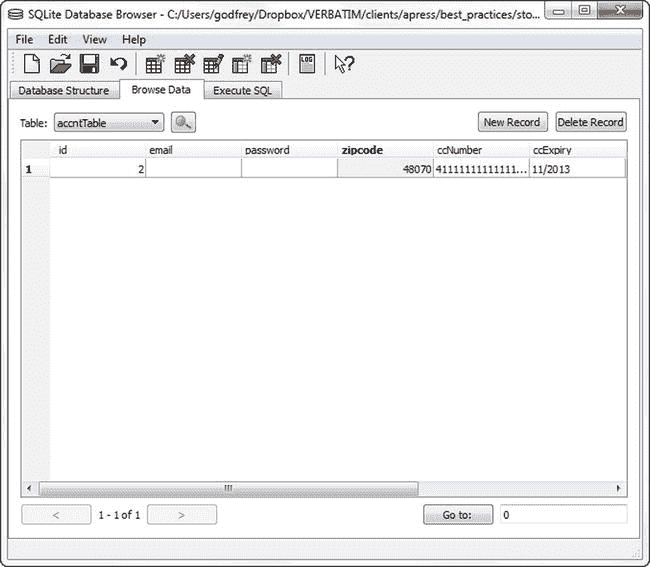 SQLite Database Browser - C:/Users/godfrey/Dropbox/VERBATIM/clients/apress/best_practices/sto...
File Edit View Help
LOG
Database Structure Browse Data Execute SQL
Table: accntTable New Record Delete Record
id email password zipcode ccNumber ccExpiry
1 2 48070 41111111111111... 11/2013
< 1 - 1 of 1 > Go to: 0